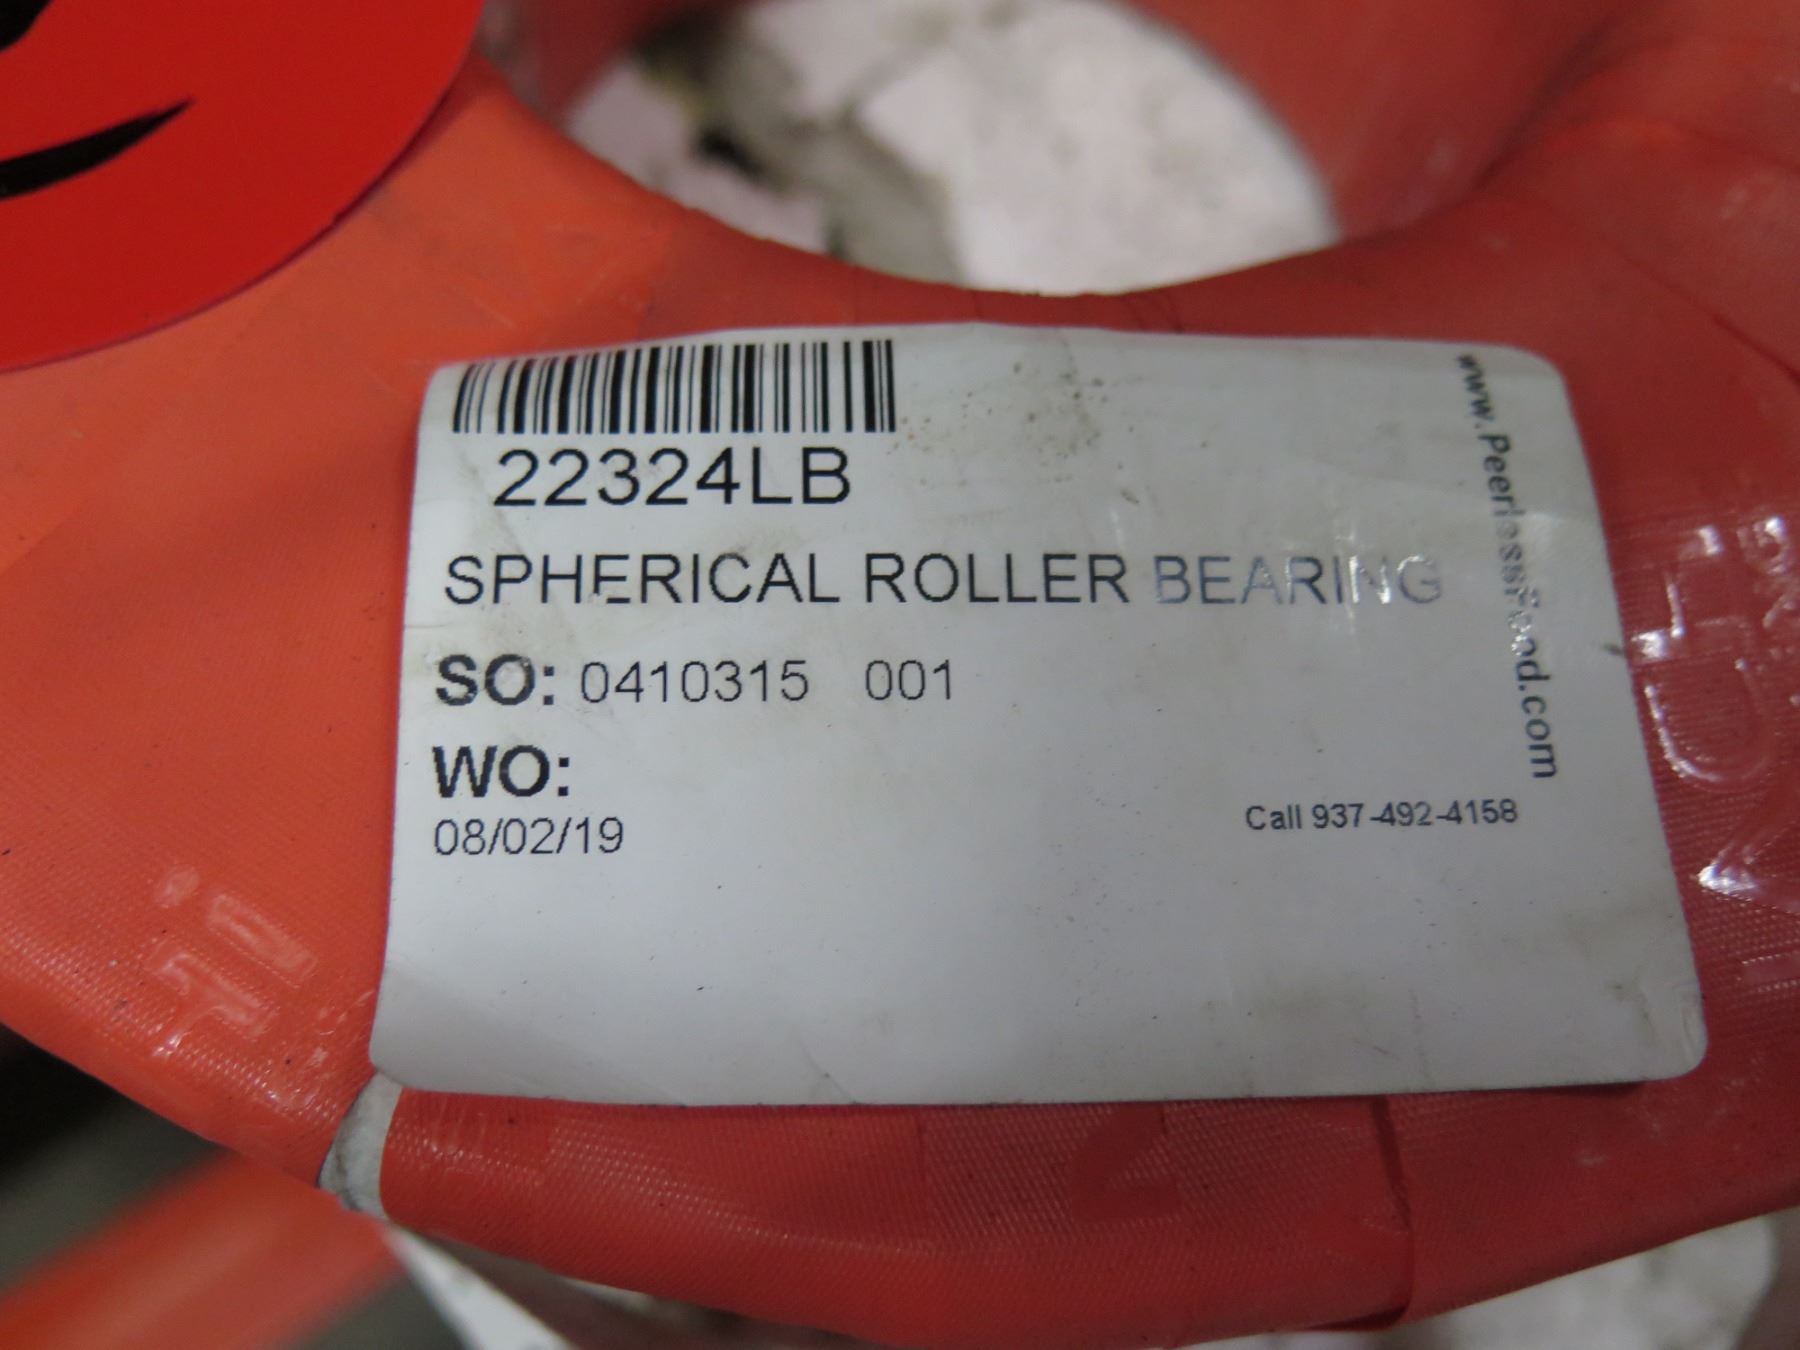 22324LB
SPHERICAL ROLLER BEARING
SO: 0410315 001
WO:
08/02/19
Call 937-492-4158
www.PeerlessFood.com